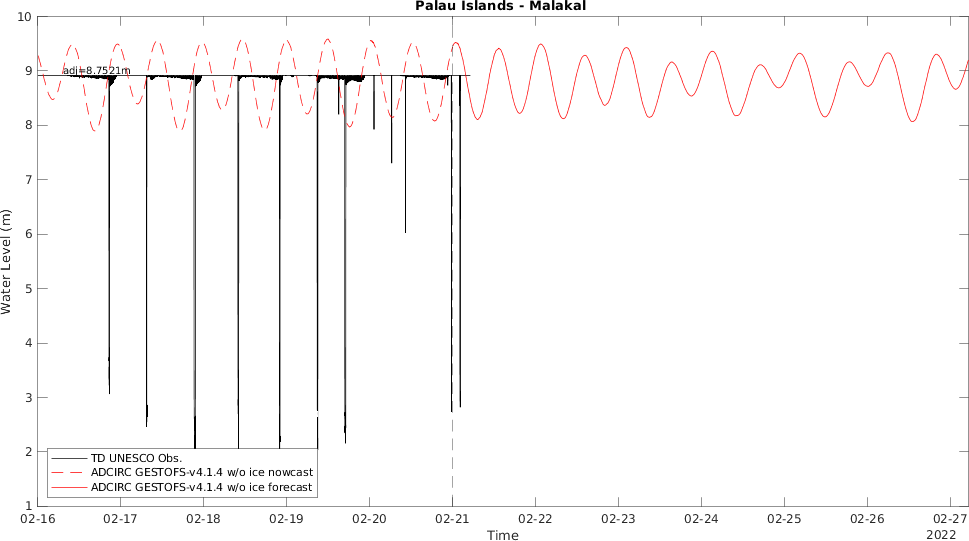 Palau Islands - Malakal
10
9
8
7
6
5
4
3
2
1
Water Level (m)
adj=8.7521m
TD UNESCO Obs.
ADCIRC GESTOFS-v4.1.4 w/o ice nowcast
ADCIRC GESTOFS-v4.1.4 w/o ice forecast
02-16 02-17 02-18 02-19 02-20 02-21 02-22 02-23 02-24 02-25 02-26 02-27
Time
2022